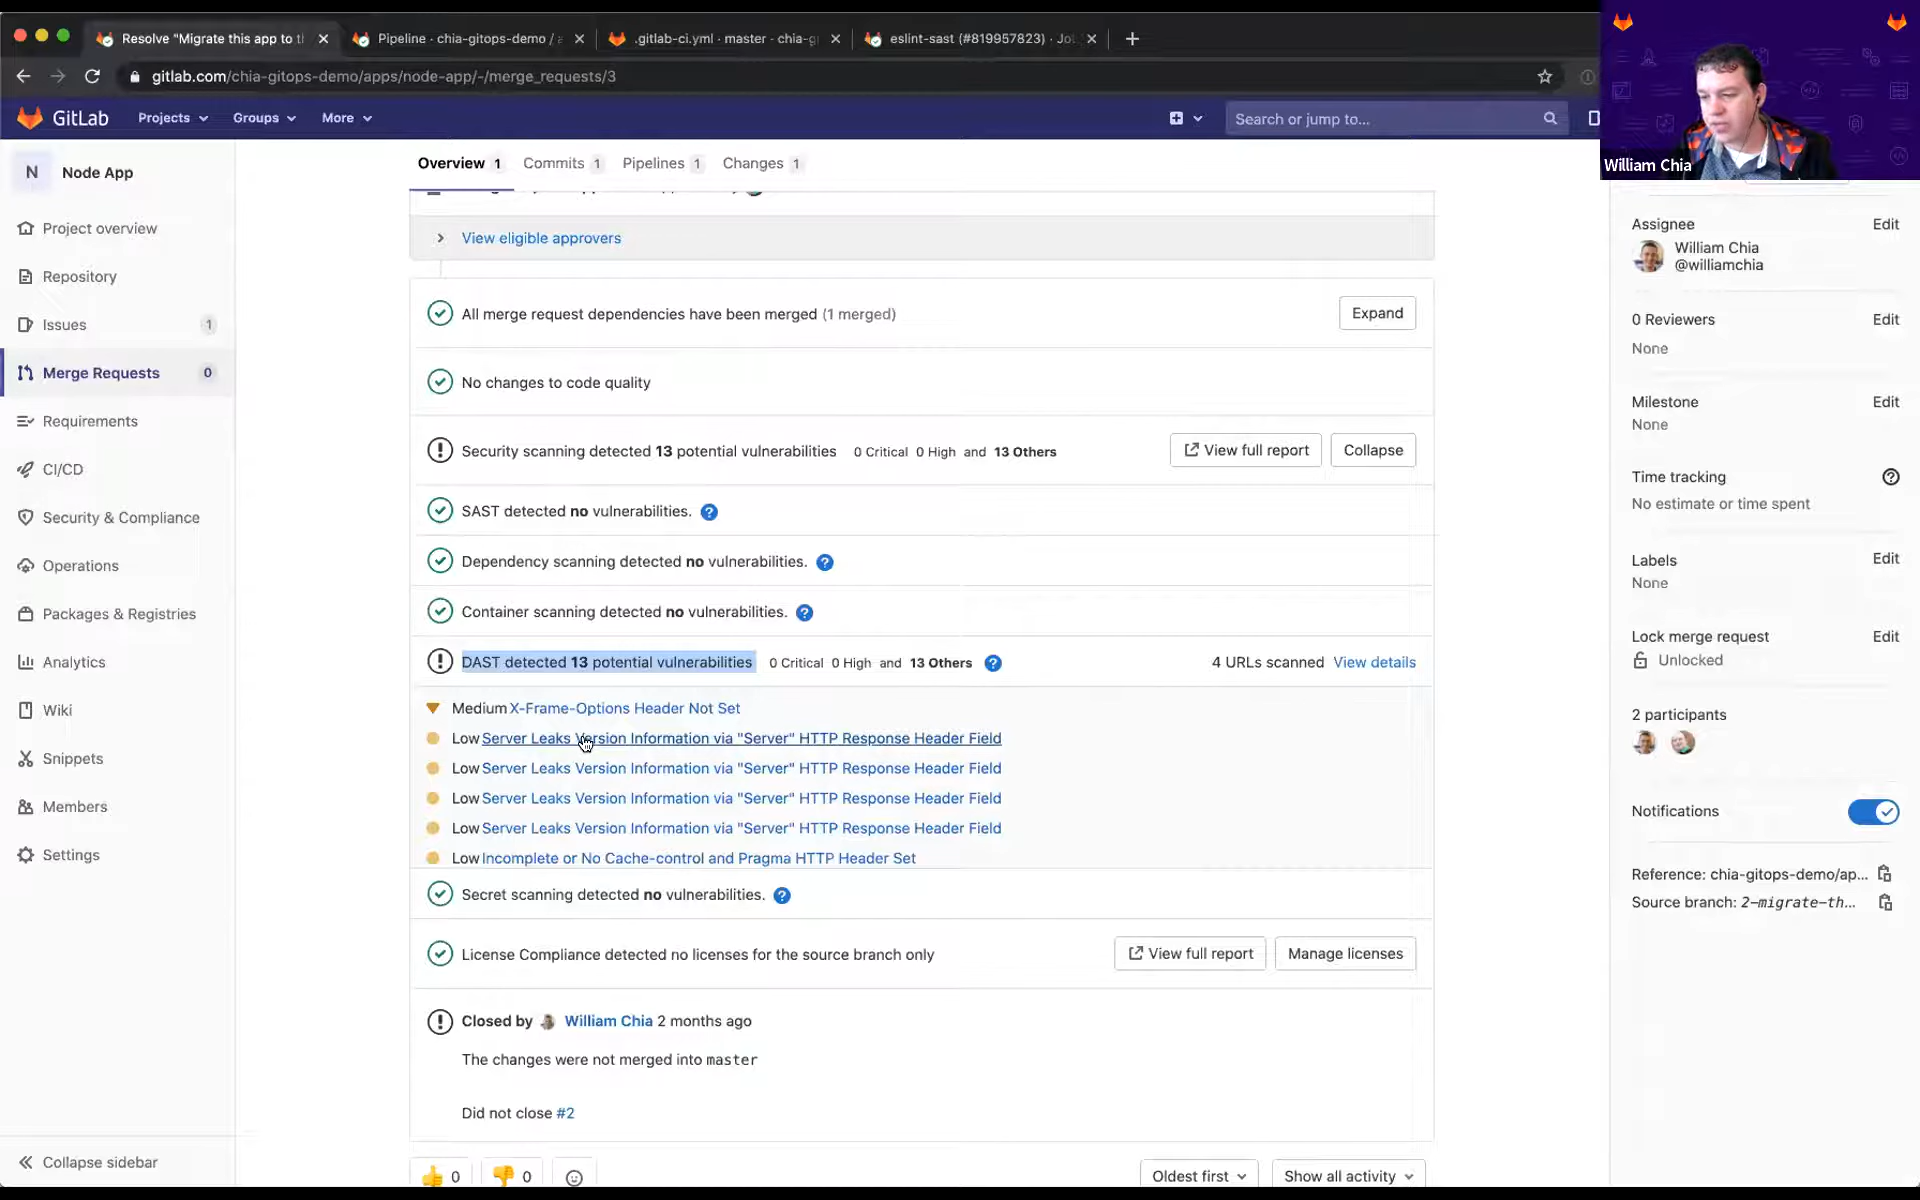 Resolve "Migrate this app to t
Pipeline · chia-gitops-demo /
.gitlab-ci.yml · master · chia-g
eslint-sast (#819957823) · Jo
gitlab.com/chia-gitops-demo/apps/node-app/-/merge_requests/3
GitLab
Projects
Groups
More
Search or jump to...
William Chia
N
Node App
Project overview
Repository
Issues 1
Merge Requests 0
Requirements
CI/CD
Security & Compliance
Operations
Packages & Registries
Analytics
Wiki
Snippets
Members
Settings
Collapse sidebar
Overview 1
Commits 1
Pipelines 1
Changes 1
View eligible approvers
All merge request dependencies have been merged (1 merged)
Expand
No changes to code quality
Security scanning detected 13 potential vulnerabilities 0 Critical 0 High and 13 Others
View full report
Collapse
SAST detected no vulnerabilities.
Dependency scanning detected no vulnerabilities.
Container scanning detected no vulnerabilities.
DAST detected 13 potential vulnerabilities 0 Critical 0 High and 13 Others
4 URLs scanned View details
Medium X-Frame-Options Header Not Set
Low Server Leaks Version Information via "Server" HTTP Response Header Field
Low Server Leaks Version Information via "Server" HTTP Response Header Field
Low Server Leaks Version Information via "Server" HTTP Response Header Field
Low Server Leaks Version Information via "Server" HTTP Response Header Field
Low Incomplete or No Cache-control and Pragma HTTP Header Set
Secret scanning detected no vulnerabilities.
License Compliance detected no licenses for the source branch only
View full report
Manage licenses
Closed by William Chia 2 months ago
The changes were not merged into master
Did not close #2
0
0
Oldest first
Show all activity
Assignee
Edit
William Chia
@williamchia
0 Reviewers
Edit
None
Milestone
Edit
None
Time tracking
No estimate or time spent
Labels
Edit
None
Lock merge request
Edit
Unlocked
2 participants
Notifications
Reference: chia-gitops-demo/ap...
Source branch: 2-migrate-th...